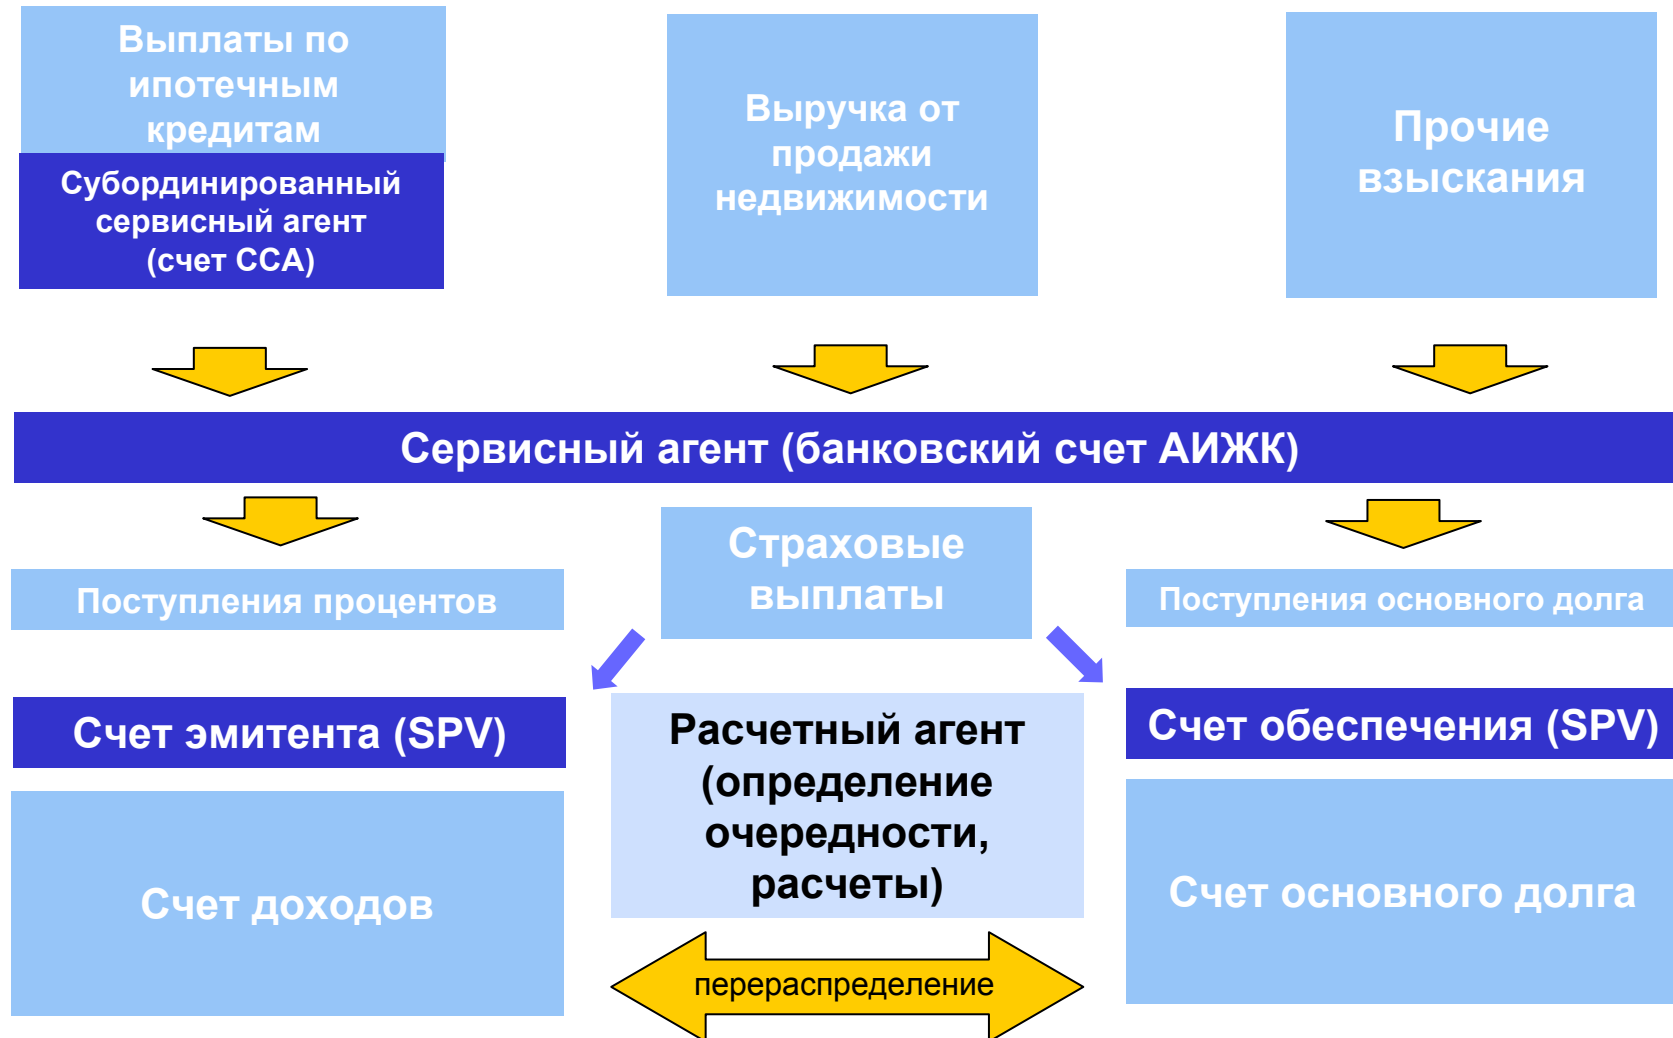 Выплаты по
ипотечным
кредитам
Субординированный
сервисный агент
(счет ССА)
Выручка от
продажи
недвижимости
Прочие
взыскания
Сервисный агент (банковский счет АИЖК)
Поступления процентов
Страховые
выплаты
Поступления основного долга
Счет эмитента (SPV)
Расчетный агент
(определение
очередности,
расчеты)
Счет обеспечения (SPV)
Счет доходов
Счет основного долга
перераспределение